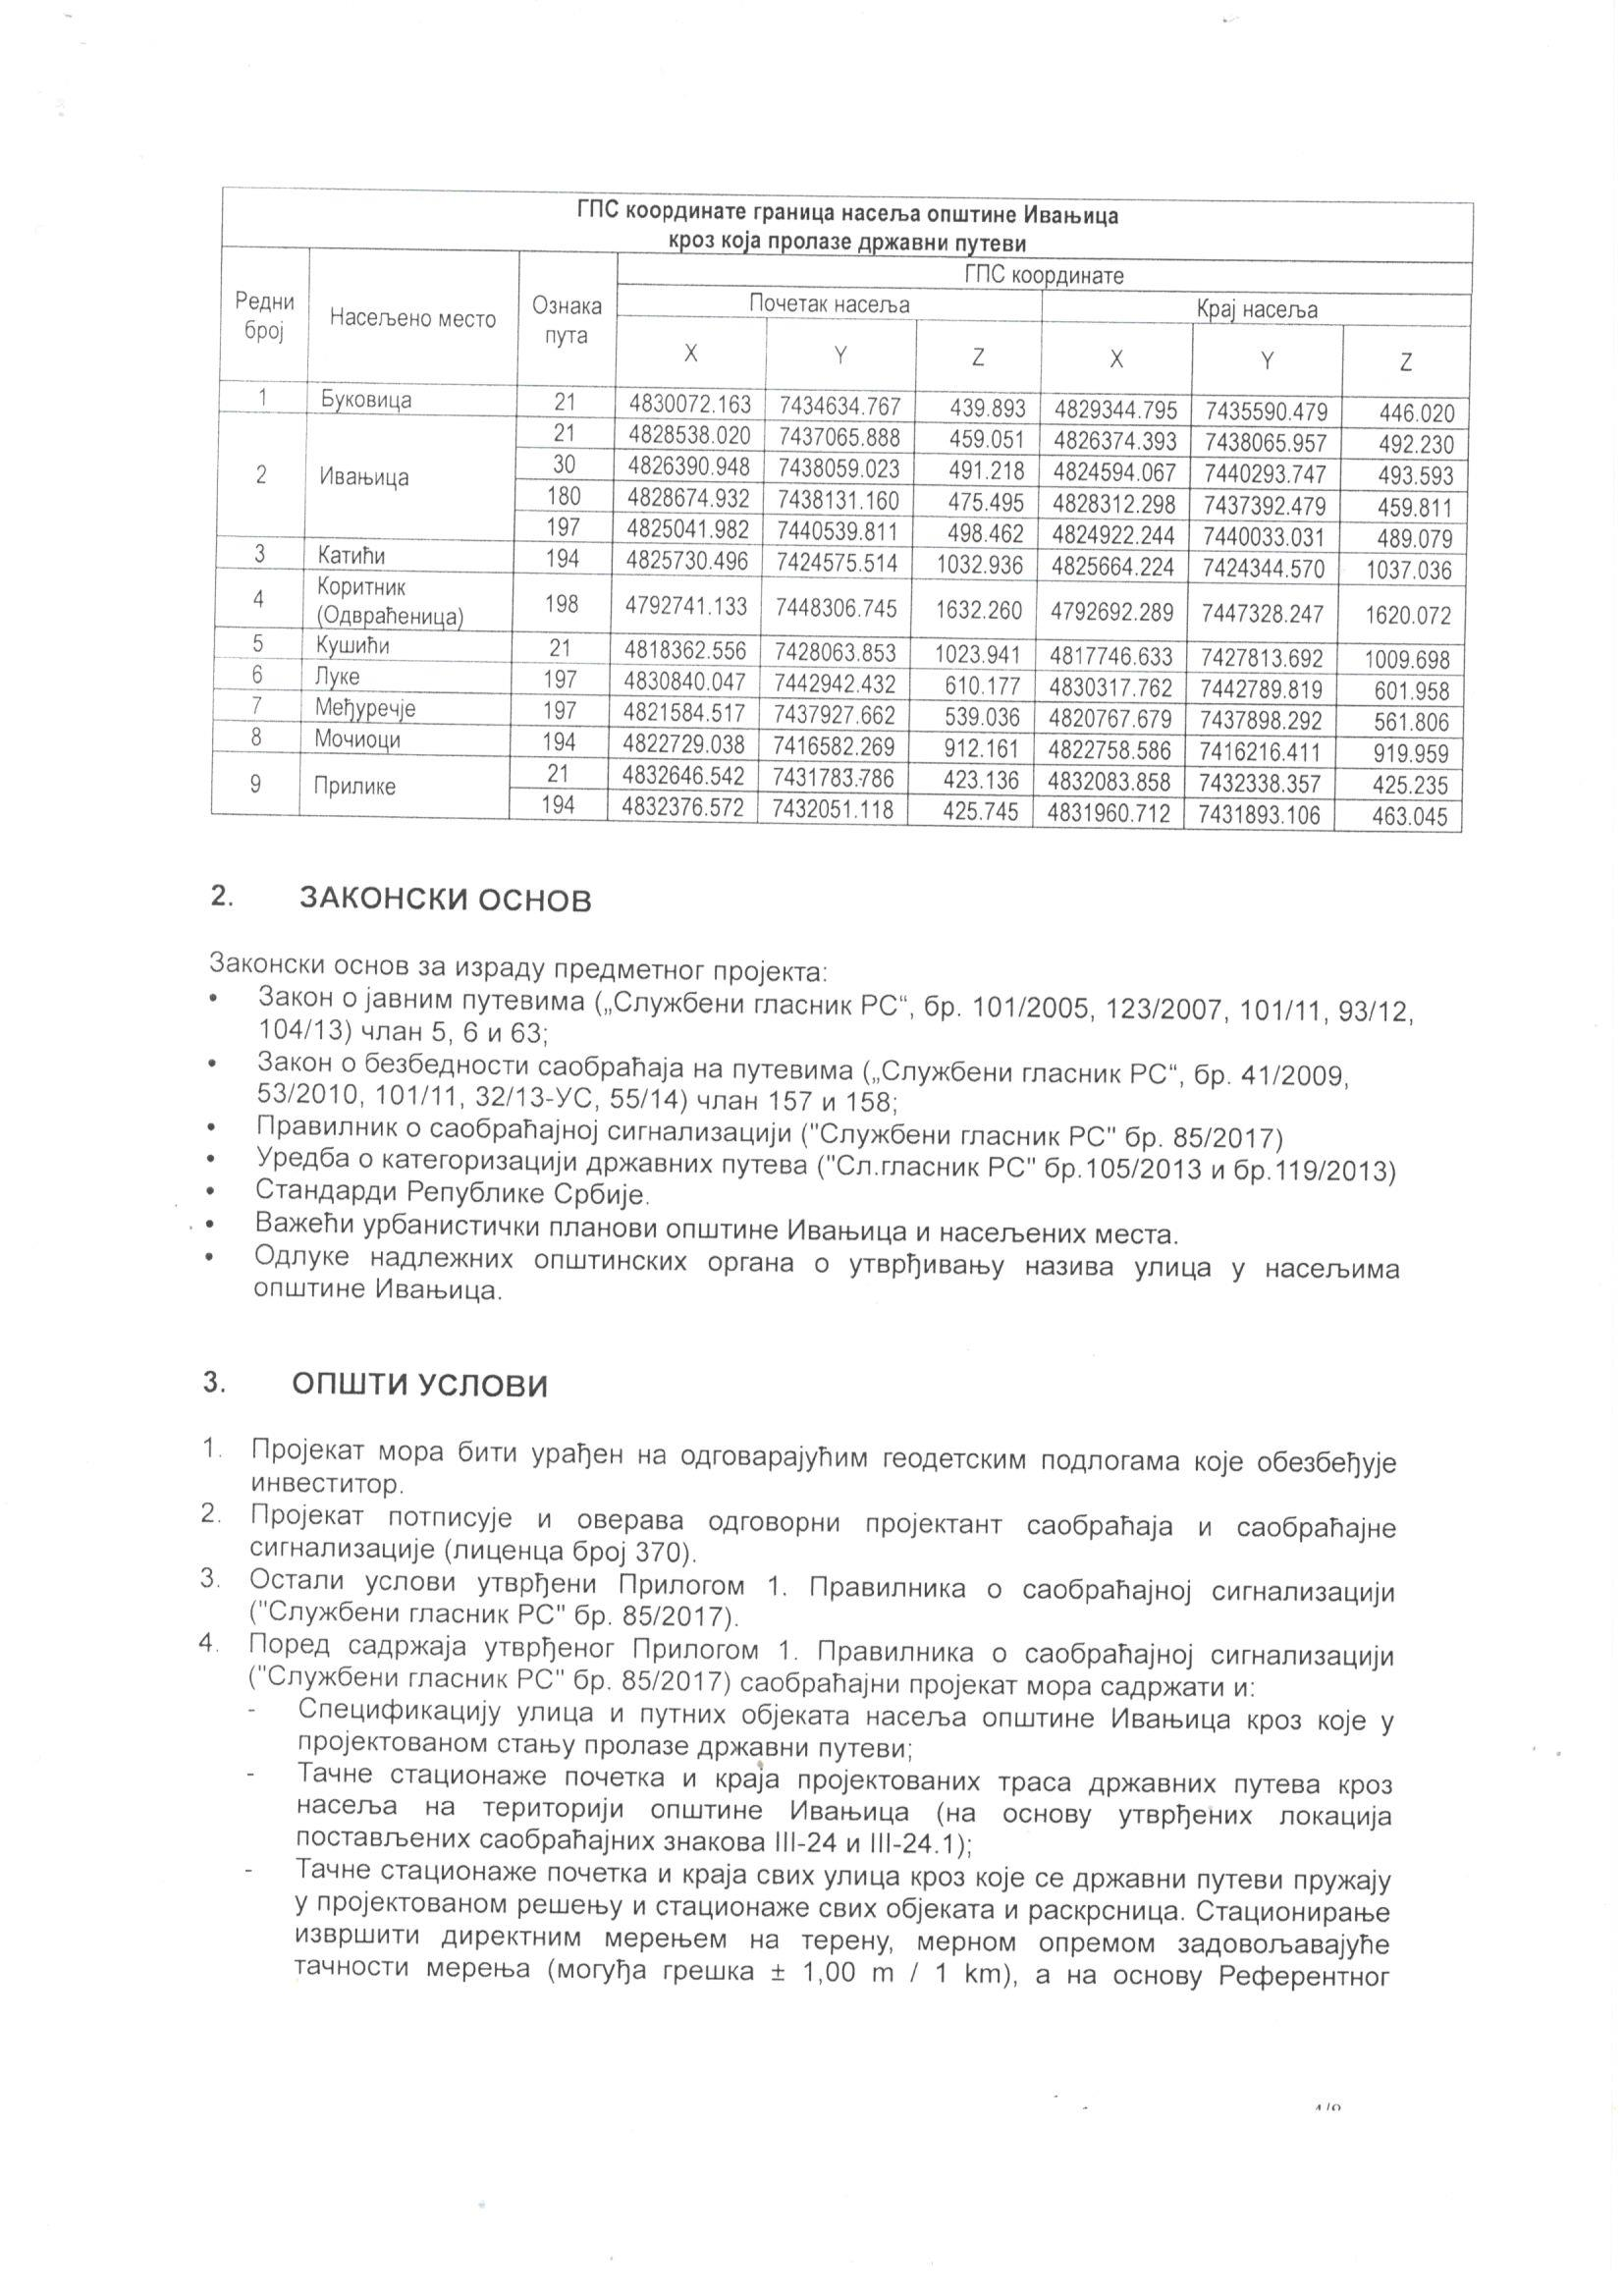 ГПС координате граница насеља општине Ивањица
кроз која пролазе државни путеви
Редни број Насељено место Ознака пута ГПС координате
Почетак насеља Крај насеља
X Y Z X Y Z
1 Буковица 21 4830072.163 7434634.767 439.893 4829344.795 7435590.479 446.020
2 Ивањица 21 4828538.020 7437065.888 459.051 4826374.393 7438065.957 492.230
30 4826390.948 7438059.023 491.218 4824594.067 7440293.747 493.593
180 4828674.932 7438131.160 475.495 4828312.298 7437392.479 459.811
197 4825041.982 7440539.811 498.462 4824922.244 7440033.031 489.079
3 Катићи 194 4825730.496 7424575.514 1032.936 4825664.224 7424344.570 1037.036
4 Коритник (Одвраћеница) 198 4792741.133 7448306.745 1632.260 4792692.289 7447328.247 1620.072
5 Кушићи 21 4818362.556 7428063.853 1023.941 4817746.633 7427813.692 1009.698
6 Луке 197 4830840.047 7442942.432 610.177 4830317.762 7442789.819 601.958
7 Међуречје 197 4821584.517 7437927.662 539.036 4820767.679 7437898.292 561.806
8 Мочиоци 194 4822729.038 7416582.269 912.161 4822758.586 7416216.411 919.959
9 Прилике 21 4832646.542 7431783.786 423.136 4832083.858 7432338.357 425.235
194 4832376.572 7432051.118 425.745 4831960.712 7431893.106 463.045
2. ЗАКОНСКИ ОСНОВ
Законски основ за израду предметног пројекта:
• Закон о јавним путевима („Службени гласник РС“, бр. 101/2005, 123/2007, 101/11, 93/12,
104/13) члан 5, 6 и 63;
• Закон о безбедности саобраћаја на путевима („Службени гласник РС“, бр. 41/2009,
53/2010, 101/11, 32/13-УС, 55/14) члан 157 и 158;
• Правилник о саобраћајној сигнализацији ("Службени гласник РС" бр. 85/2017)
• Уредба о категоризацији државних путева ("Сл.гласник РС" бр.105/2013 и бр.119/2013)
• Стандарди Републике Србије.
• Важећи урбанистички планови општине Ивањица и насељених места.
• Одлуке надлежних општинских органа о утврђивању назива улица у насељима
општине Ивањица.
3. ОПШТИ УСЛОВИ
1. Пројекат мора бити урађен на одговарајућим геодетским подлогама које обезбеђује
инвеститор.
2. Пројекат потписује и оверава одговорни пројектант саобраћаја и саобраћајне
сигнализације (лиценца број 370).
3. Остали услови утврђени Прилогом 1. Правилника о саобраћајној сигнализацији
("Службени гласник РС" бр. 85/2017).
4. Поред садржаја утврђеног Прилогом 1. Правилника о саобраћајној сигнализацији
("Службени гласник РС" бр. 85/2017) саобраћајни пројекат мора садржати и:
- Спецификацију улица и путних објеката насеља општине Ивањица кроз које у
пројектованом стању пролазе државни путеви;
- Тачне стационаже почетка и краја пројектованих траса државних путева кроз
насеља на територији општине Ивањица (на основу утврђених локација
постављених саобраћајних знакова III-24 и III-24.1);
- Тачне стационаже почетка и краја свих улица кроз које се државни путеви пружају
у пројектованом решењу и стационаже свих објеката и раскрсница. Стационирање
извршити директним мерењем на терену, мерном опремом задовољавајуће
тачности мерења (могуђа грешка ± 1,00 m / 1 km), а на основу Референтног